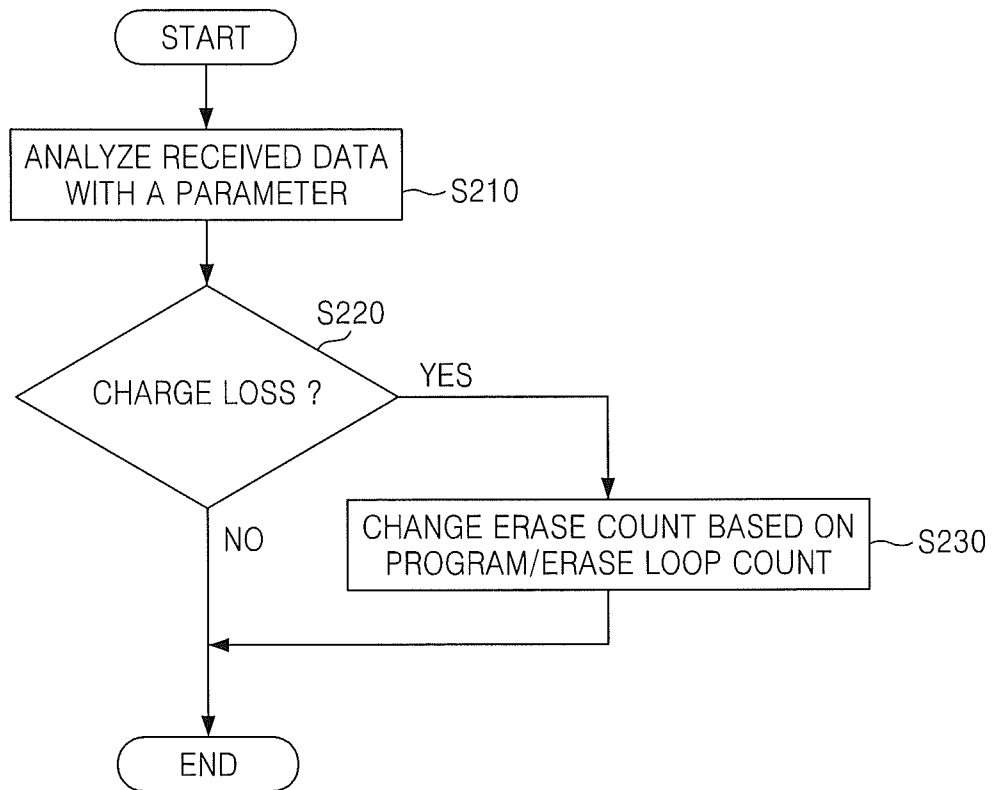 START
ANALYZE RECEIVED DATA
WITH A PARAMETER
S210
S220
CHARGE LOSS ?
YES
NO
CHANGE ERASE COUNT BASED ON
PROGRAM/ERASE LOOP COUNT
S230
END